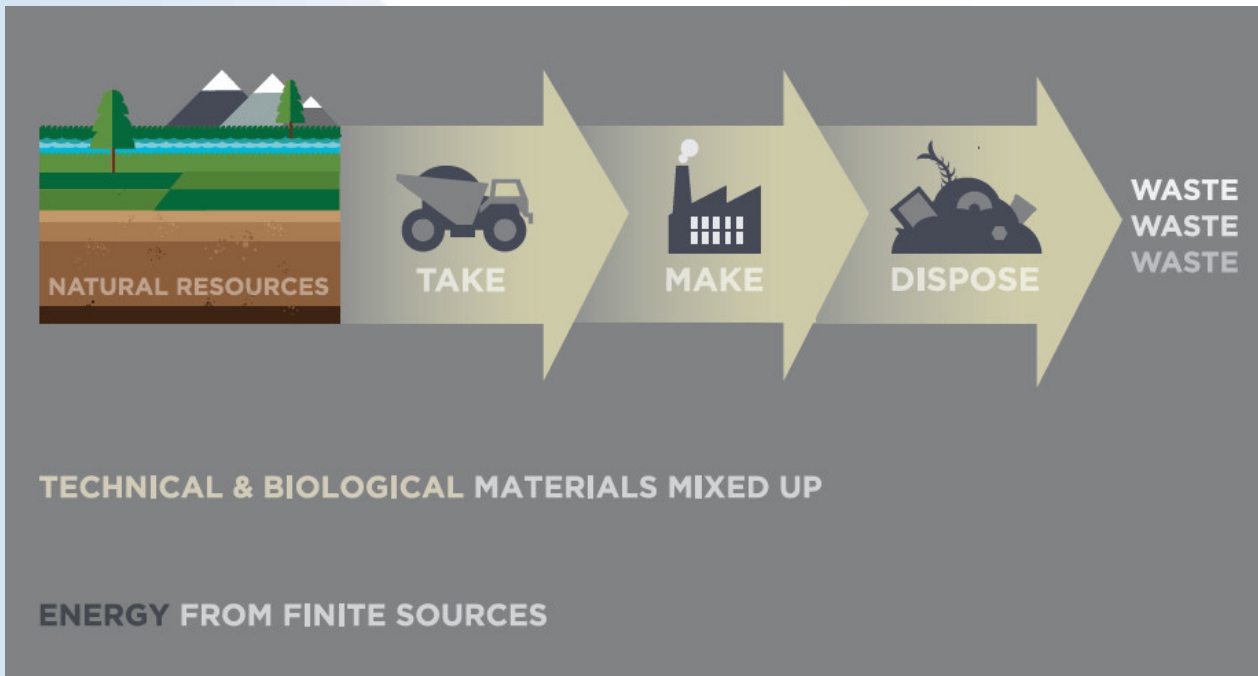 NATURAL RESOURCES
TAKE
MAKE
DISPOSE
WASTE
WASTE
WASTE
TECHNICAL & BIOLOGICAL MATERIALS MIXED UP
ENERGY FROM FINITE SOURCES